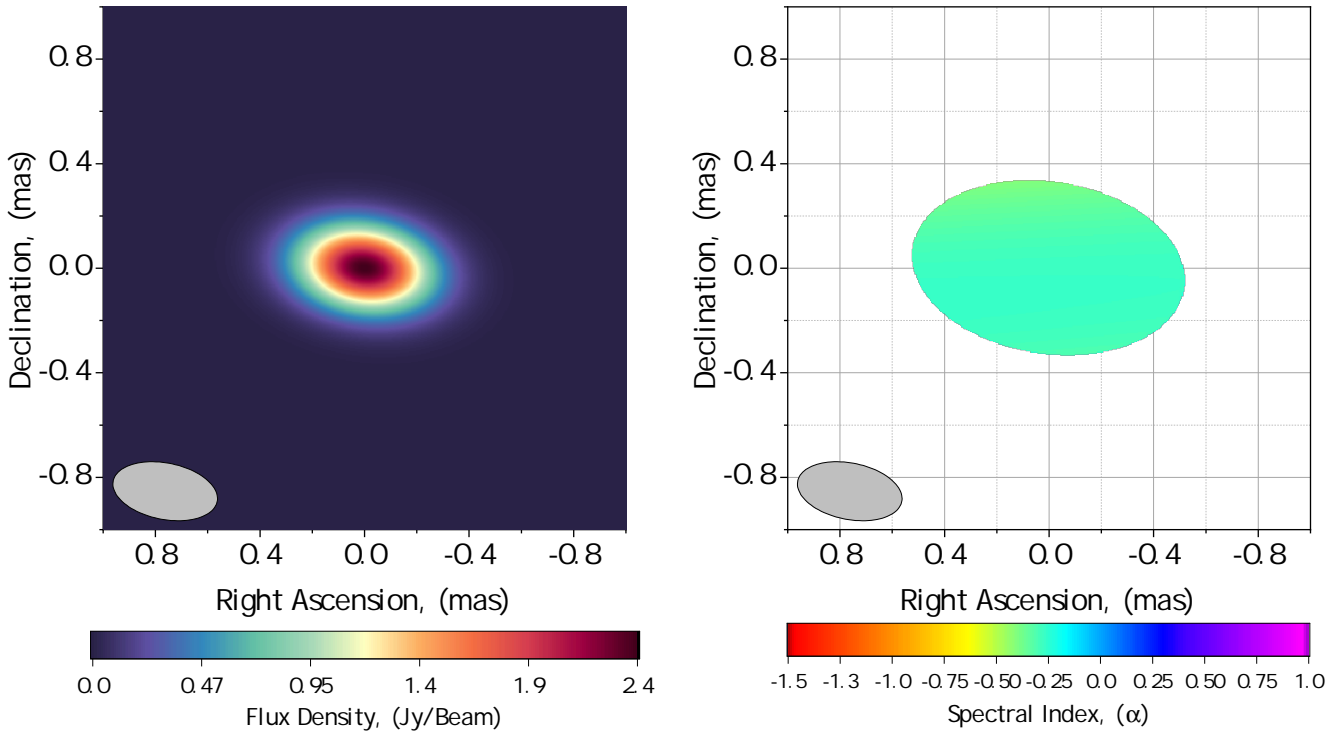 0.8
0.4
0.0
-0.4
-0.8
Declination, (mas)
0.8 0.4 0.0 -0.4 -0.8
Right Ascension, (mas)
0.0 0.47 0.95 1.4 1.9 2.4
Flux Density, (Jy/Beam)
0.8
0.4
0.0
-0.4
-0.8
Declination, (mas)
0.8 0.4 0.0 -0.4 -0.8
Right Ascension, (mas)
-1.5 -1.3 -1.0 -0.75 -0.50 -0.25 0.0 0.25 0.50 0.75 1.0
Spectral Index, (α)